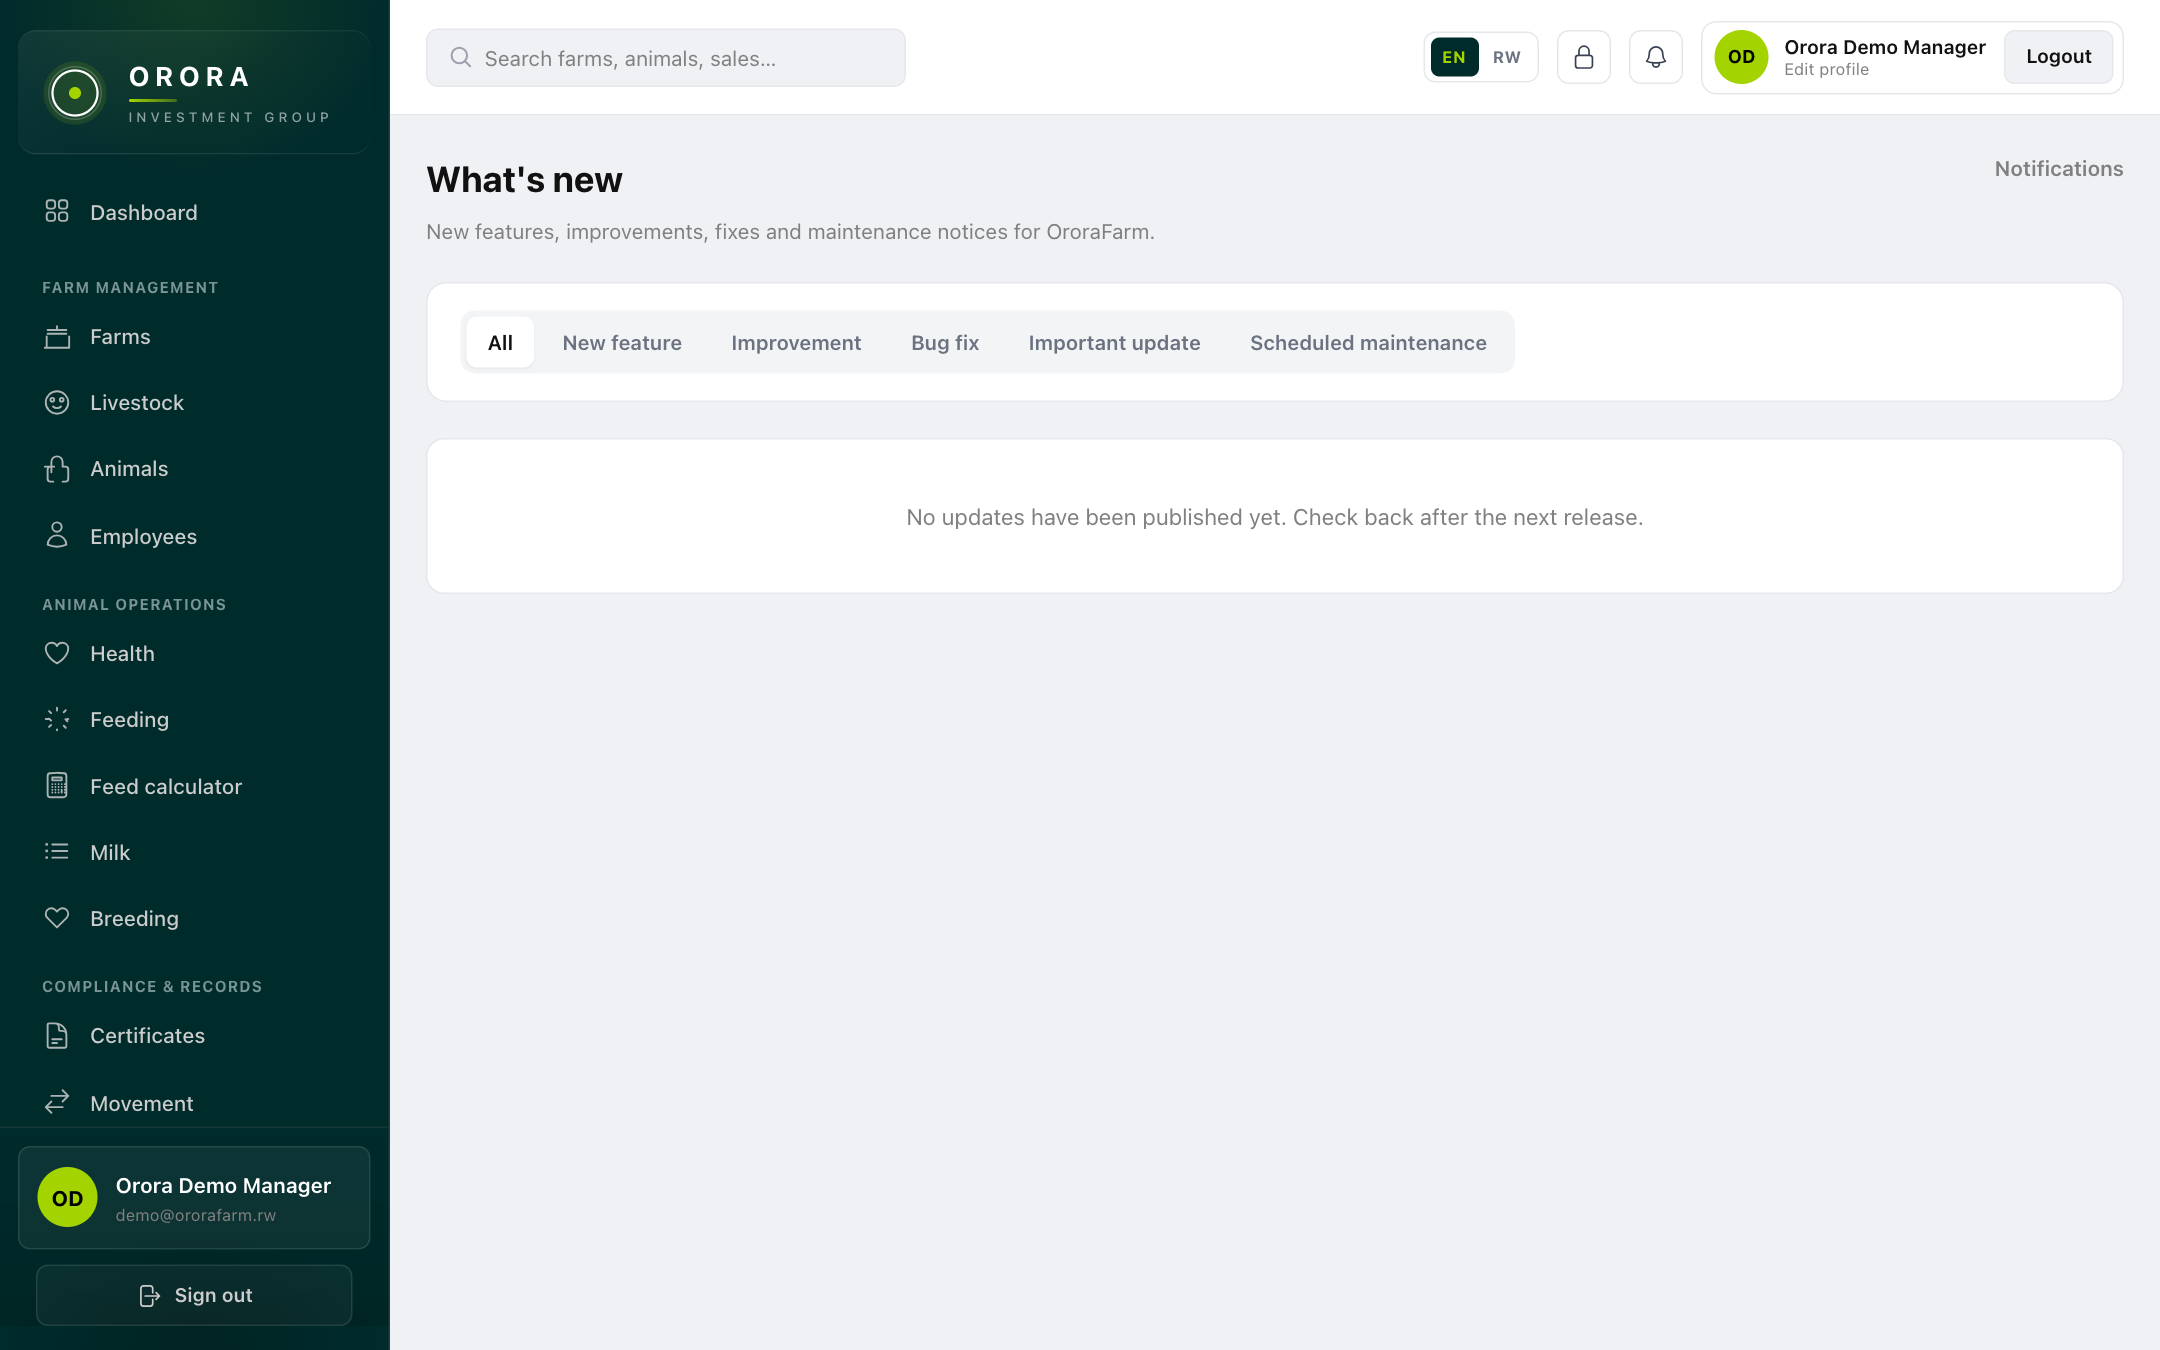 ORORA
INVESTMENT GROUP
Dashboard
FARM MANAGEMENT
Farms
Livestock
Animals
Employees
ANIMAL OPERATIONS
Health
Feeding
Feed calculator
Milk
Breeding
COMPLIANCE & RECORDS
Certificates
Movement
OD
Orora Demo Manager
demo@ororafarm.rw
Sign out
Search farms, animals, sales...
EN
RW
OD
Orora Demo Manager
Edit profile
Logout
What's new
Notifications
New features, improvements, fixes and maintenance notices for OroraFarm.
All
New feature
Improvement
Bug fix
Important update
Scheduled maintenance
No updates have been published yet. Check back after the next release.